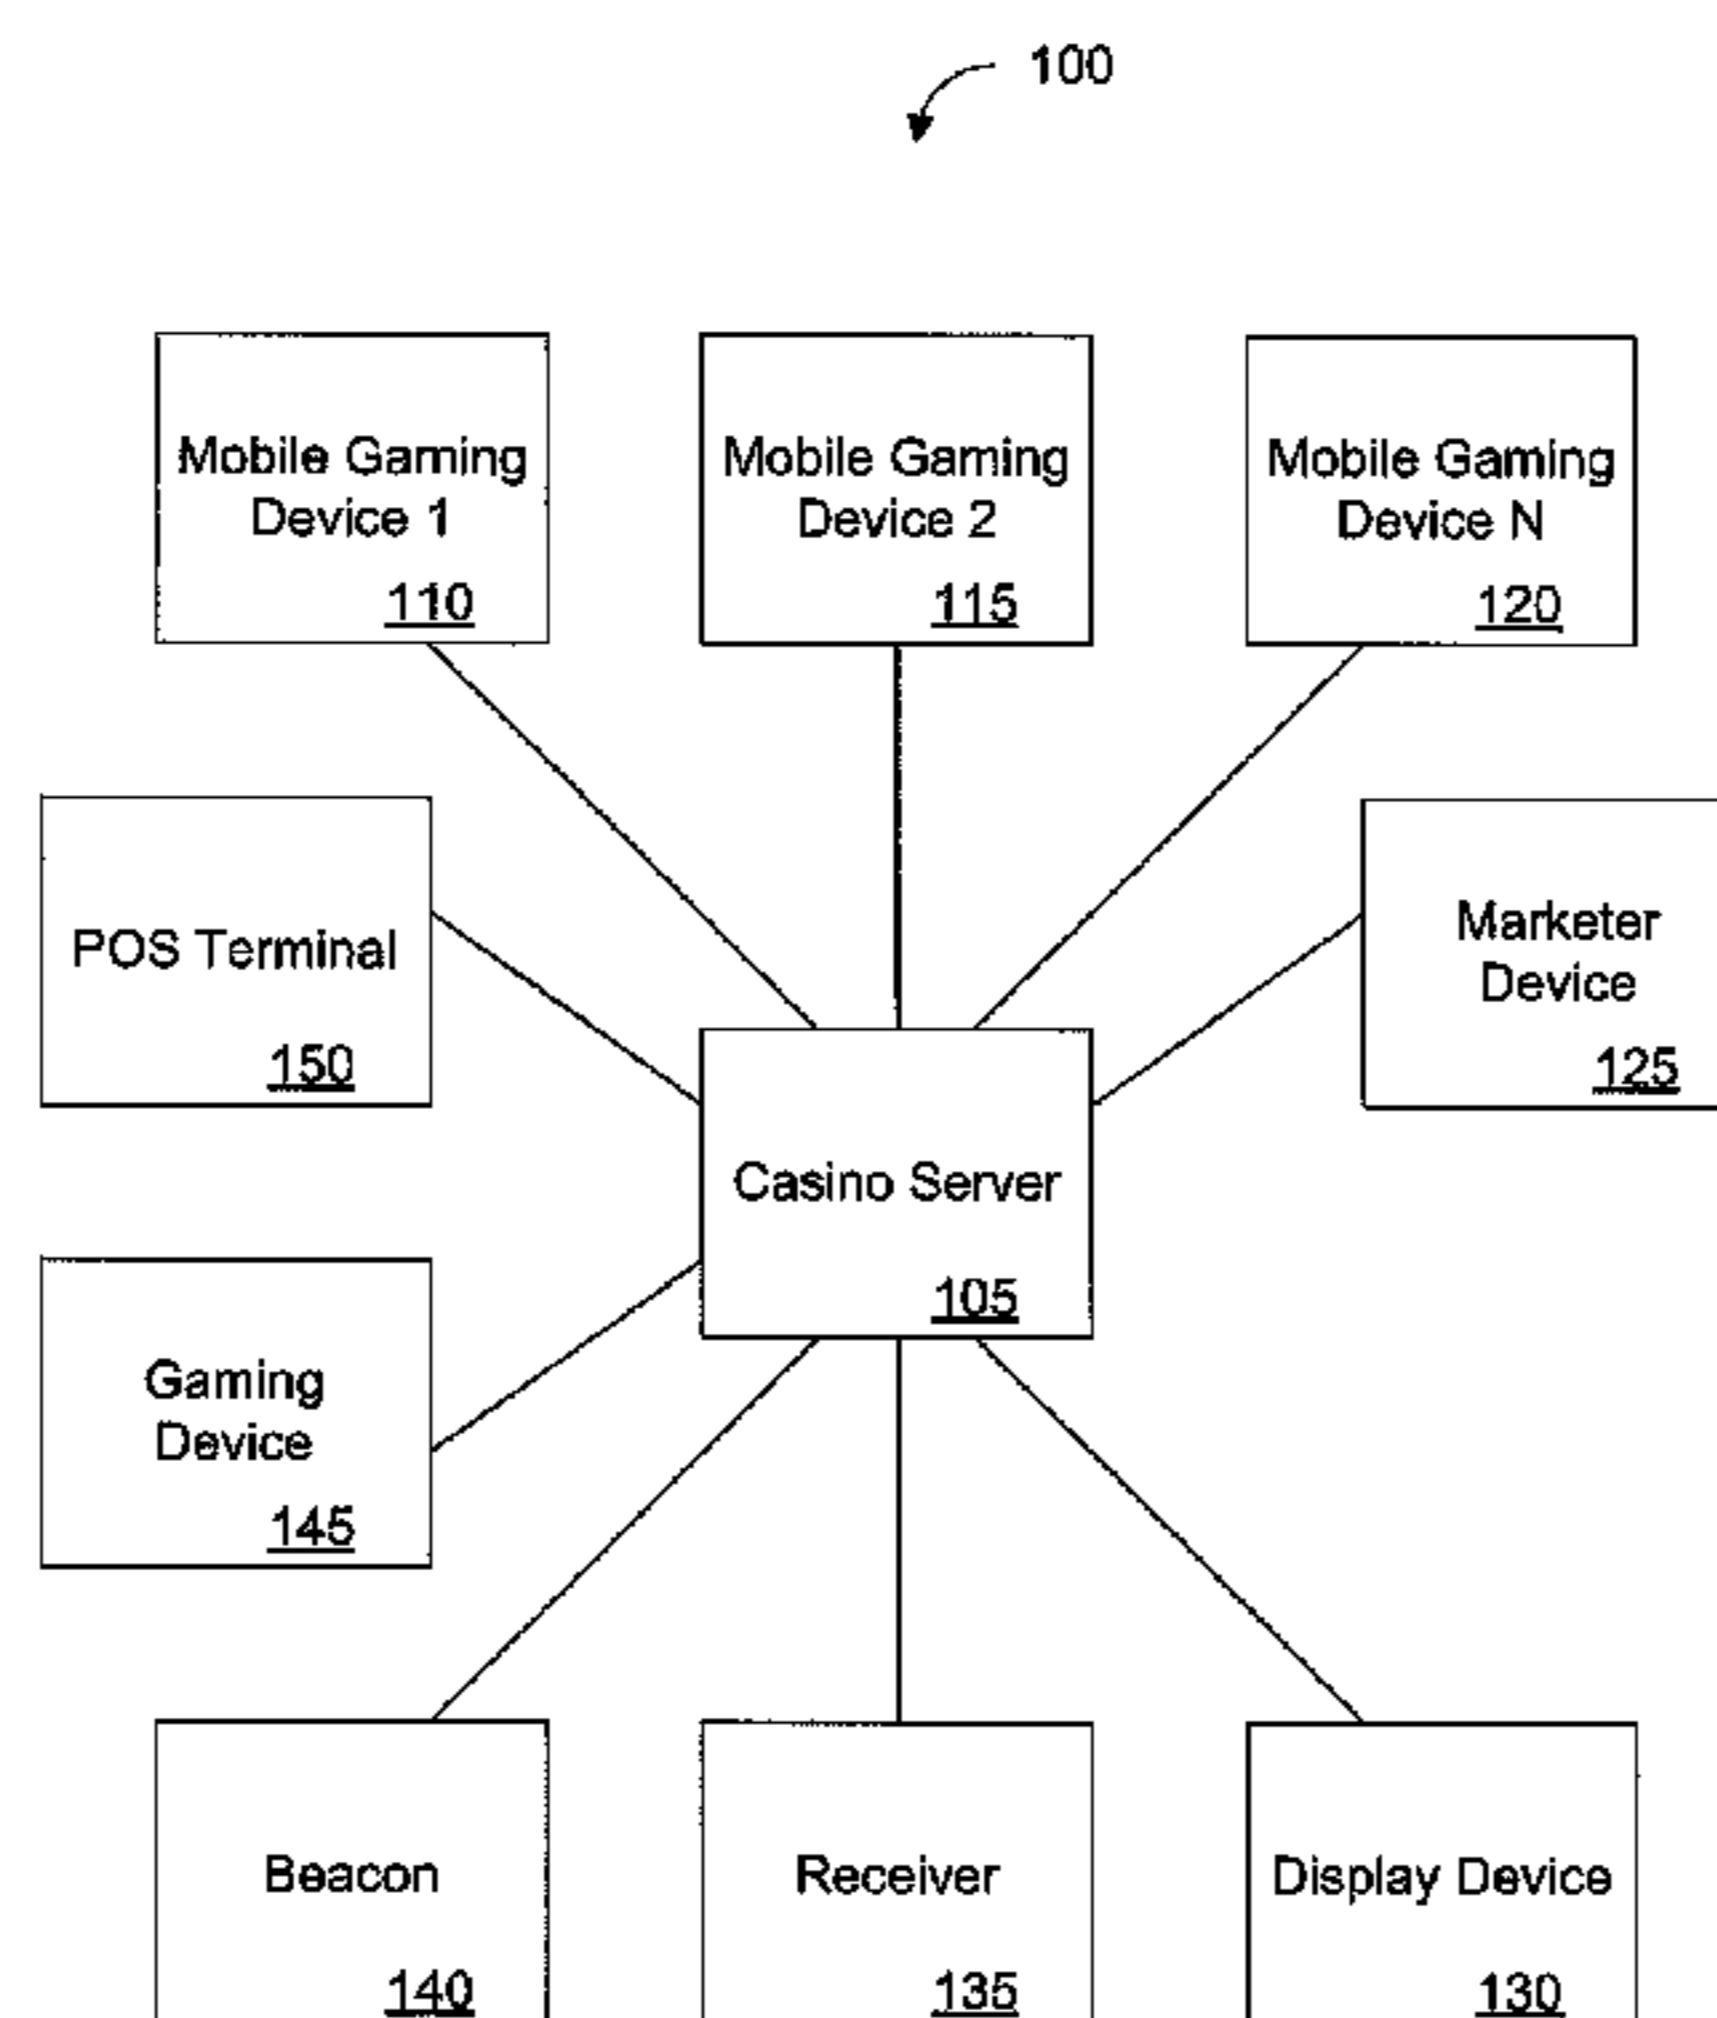 100
Mobile Gaming
Device 1
110
Mobile Gaming
Device 2
115
Mobile Gaming
Device N
120
POS Terminal
150
Marketer
Device
125
Casino Server
105
Gaming
Device
145
Beacon
140
Receiver
135
Display Device
130